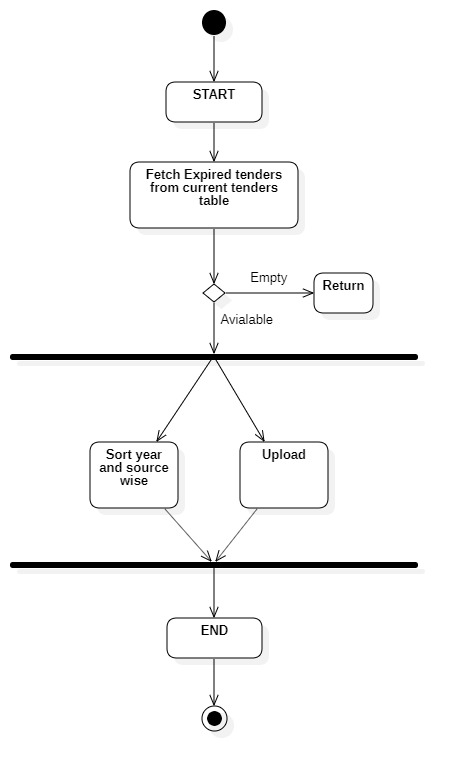 START
Fetch Expired tenders
from current tenders
table
Empty
Return
Avialable
Sort year
and source
wise
Upload
END